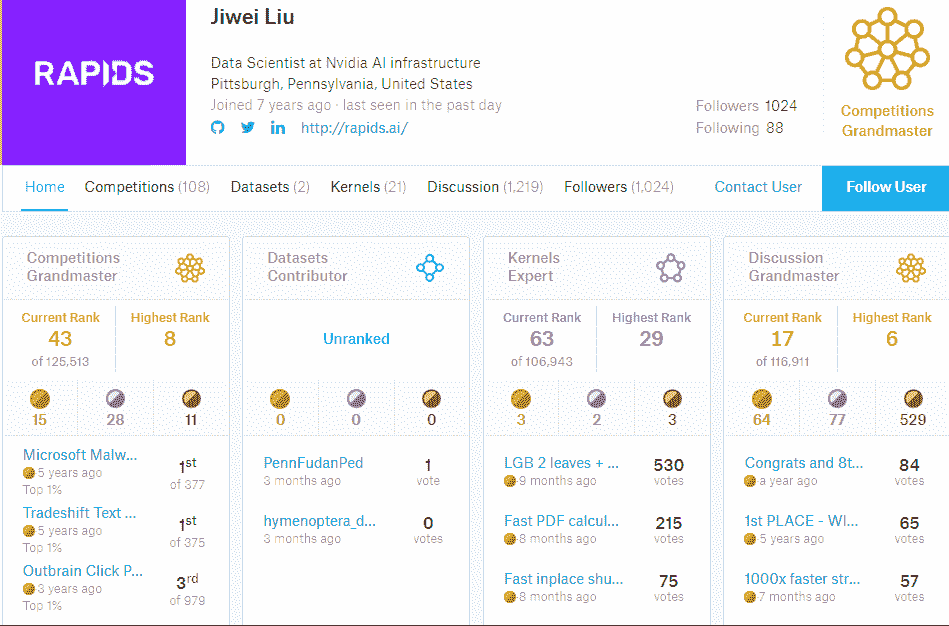 RAPIDS
Jiwei Liu
Data Scientist at Nvidia AI infrastructure
Pittsburgh, Pennsylvania, United States
Joined 7 years ago · last seen in the past day
http://rapids.ai/
Followers 1024
Following 88
Competitions
Grandmaster
Home Competitions (108) Datasets (2) Kernels (21) Discussion (1,219) Followers (1,024) Contact User Follow User
Competitions
Grandmaster
Current Rank Highest Rank
43 8
of 125,513
15 28 11
Microsoft Malw... 1st
5 years ago of 377
Top 1%
Tradeshift Text ... 1st
5 years ago of 375
Top 1%
Outbrain Click P... 3rd
3 years ago of 979
Top 1%
Datasets
Contributor
Unranked
0 0 0
PennFudanPed 1
3 months ago vote
hymenoptera_d... 0
3 months ago votes
Kernels
Expert
Current Rank Highest Rank
63 29
of 106,943
3 2 3
LGB 2 leaves + ... 530
9 months ago votes
Fast PDF calcul... 215
8 months ago votes
Fast inplace shu... 75
8 months ago votes
Discussion
Grandmaster
Current Rank Highest Rank
17 6
of 116,911
64 77 529
Congrats and 8t... 84
a year ago votes
1st PLACE - WI... 65
5 years ago votes
1000x faster str... 57
7 months ago votes